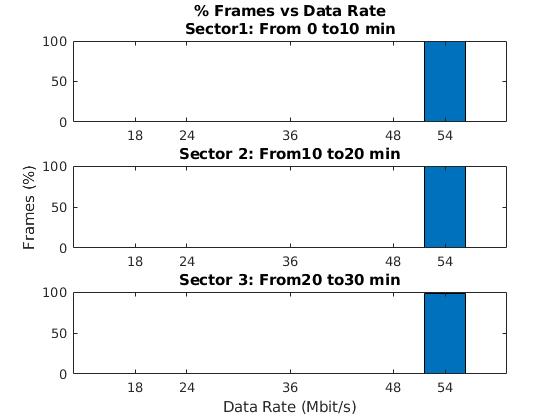 % Frames vs Data Rate
Sector1: From 0 to10 min
100
50
0
18 24 36 48 54
Sector 2: From10 to20 min
Frames (%)
100
50
0
18 24 36 48 54
Sector 3: From20 to30 min
100
50
0
18 24 36 48 54
Data Rate (Mbit/s)